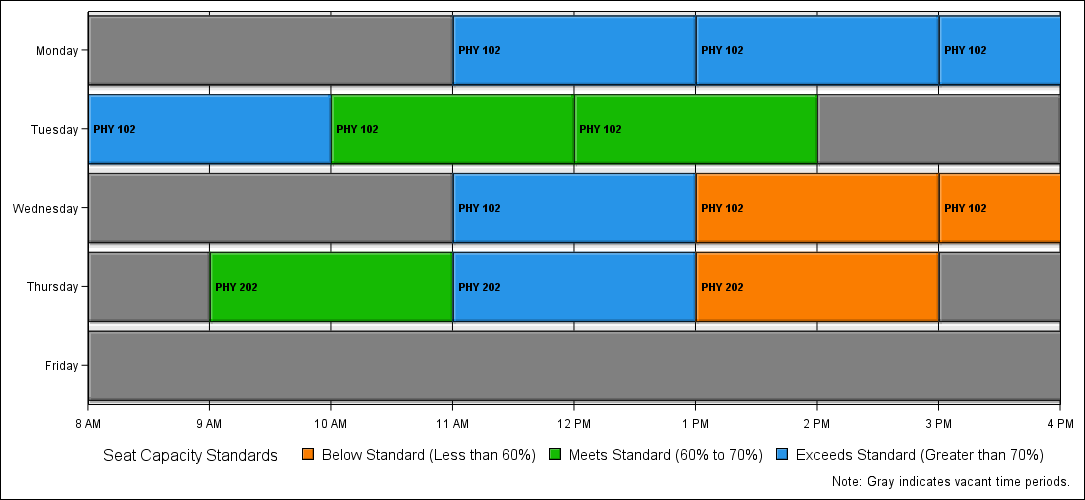 Monday PHY 102 PHY 102 PHY 102
Tuesday PHY 102 PHY 102 PHY 102
Wednesday PHY 102 PHY 102 PHY 102
Thursday PHY 202 PHY 202 PHY 202
Friday
8 AM 9 AM 10 AM 11 AM 12 PM 1 PM 2 PM 3 PM 4 PM
Seat Capacity Standards Below Standard (Less than 60%) Meets Standard (60% to 70%) Exceeds Standard (Greater than 70%)
Note: Gray indicates vacant time periods.